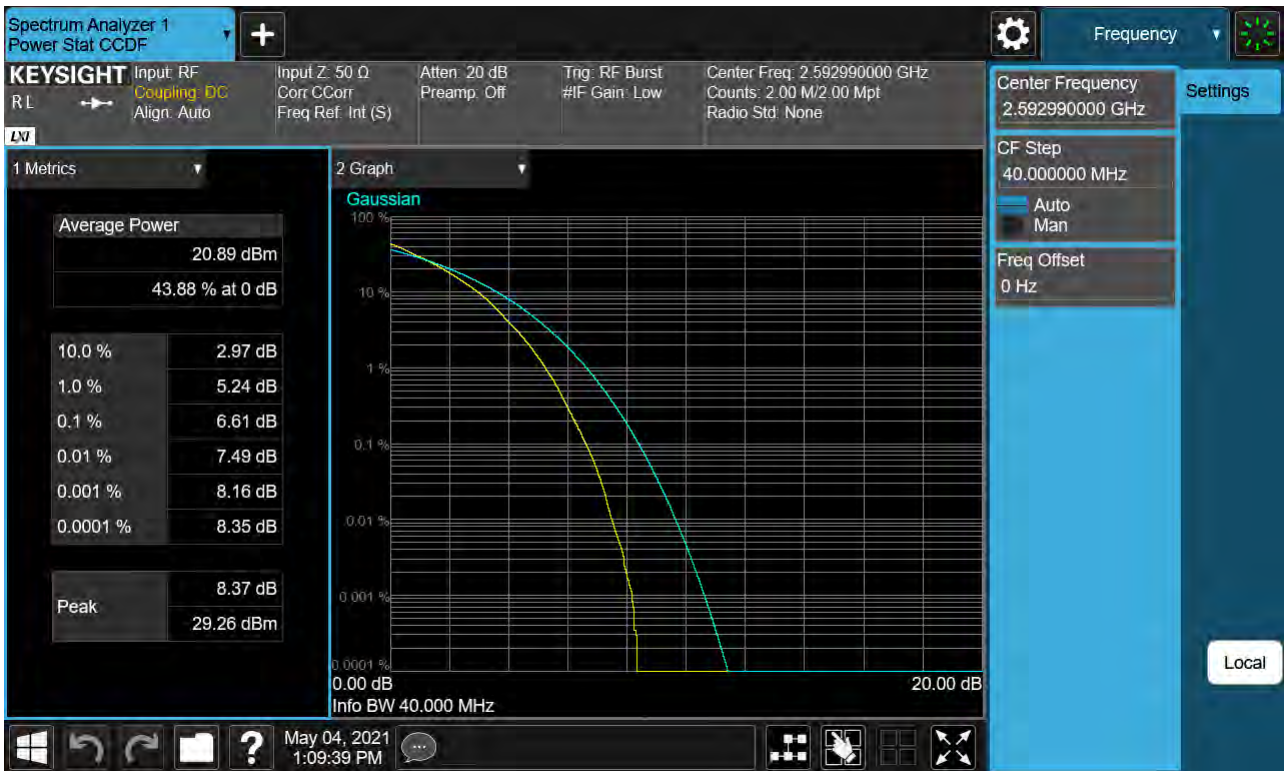 Spectrum Analyzer 1
Power Stat CCDF
Frequency
KEYSIGHT
RL
LXI
Input: RF
Coupling: DC
Align: Auto
Input Z: 50 Ω
Corr CCorr
Freq Ref: Int (S)
Atten: 20 dB
Preamp: Off
Trig: RF Burst
#IF Gain: Low
Center Freq: 2.592990000 GHz
Counts: 2.00 M/2.00 Mpt
Radio Std: None
Center Frequency
2.592990000 GHz
Settings
CF Step
40.000000 MHz
Auto
Man
Freq Offset
0 Hz
1 Metrics
Average Power
20.89 dBm
43.88 % at 0 dB
10.0 % 2.97 dB
1.0 % 5.24 dB
0.1 % 6.61 dB
0.01 % 7.49 dB
0.001 % 8.16 dB
0.0001 % 8.35 dB
Peak
8.37 dB
29.26 dBm
2 Graph
Gaussian
100 %
10 %
1 %
0.1 %
0.01 %
0.001 %
0.0001 %
0.00 dB 20.00 dB
Info BW 40.000 MHz
Local
?
May 04, 2021
1:09:39 PM